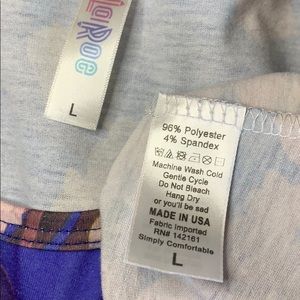 LuLaRoe
L
96% Polyester
4% Spandex
Machine Wash Cold
Gentle Cycle
Do Not Bleach
Hang Dry
or you'll be sad
MADE IN USA
Fabric Imported
RN# 142161
Simply Comfortable
L